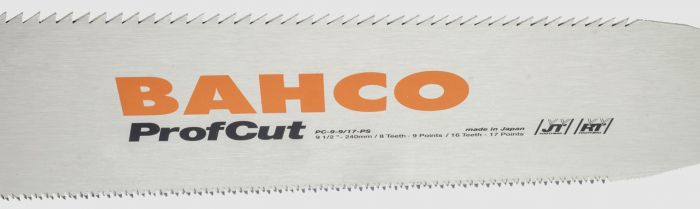 BAHCO
ProfCut
PC-9-9/17-PS made in Japan
9 1/2" - 240mm / 8 Teeth - 9 Points / 16 Teeth - 17 Points
JT RT